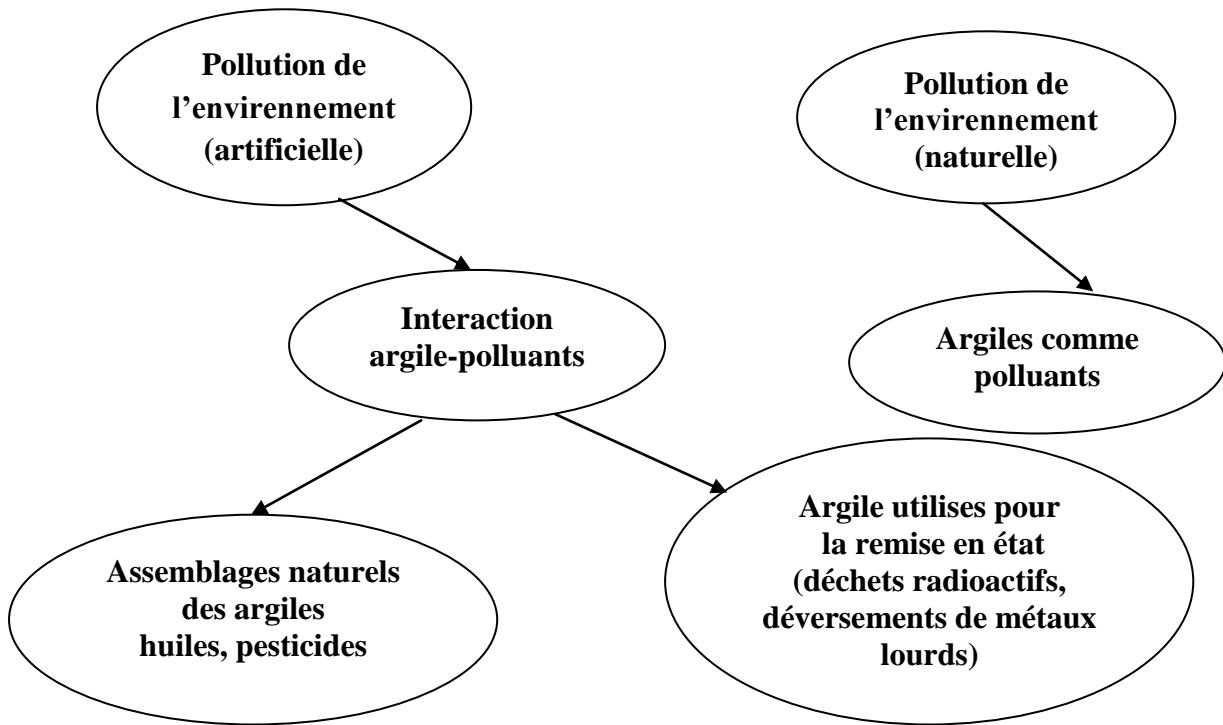 Pollution de
l’envirennement
(artificielle)
Pollution de
l’envirennement
(naturelle)
Interaction
argile-polluants
Argiles comme
polluants
Assemblages naturels
des argiles
huiles, pesticides
Argile utilises pour
la remise en état
(déchets radioactifs,
déversements de métaux
lourds)